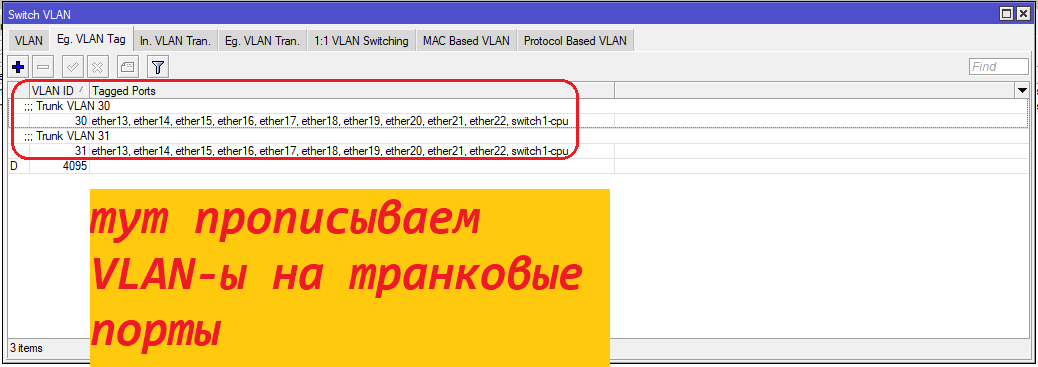 Switch VLAN
VLAN Eg. VLAN Tag In. VLAN Tran. Eg. VLAN Tran. 1:1 VLAN Switching MAC Based VLAN Protocol Based VLAN
Find
VLAN ID Tagged Ports
;;; Trunk VLAN 30
30 ether13, ether14, ether15, ether16, ether17, ether18, ether19, ether20, ether21, ether22, switch1-cpu
;;; Trunk VLAN 31
31 ether13, ether14, ether15, ether16, ether17, ether18, ether19, ether20, ether21, ether22, switch1-cpu
D 4095
тут прописываем
VLAN-ы на транковые
порты
3 items